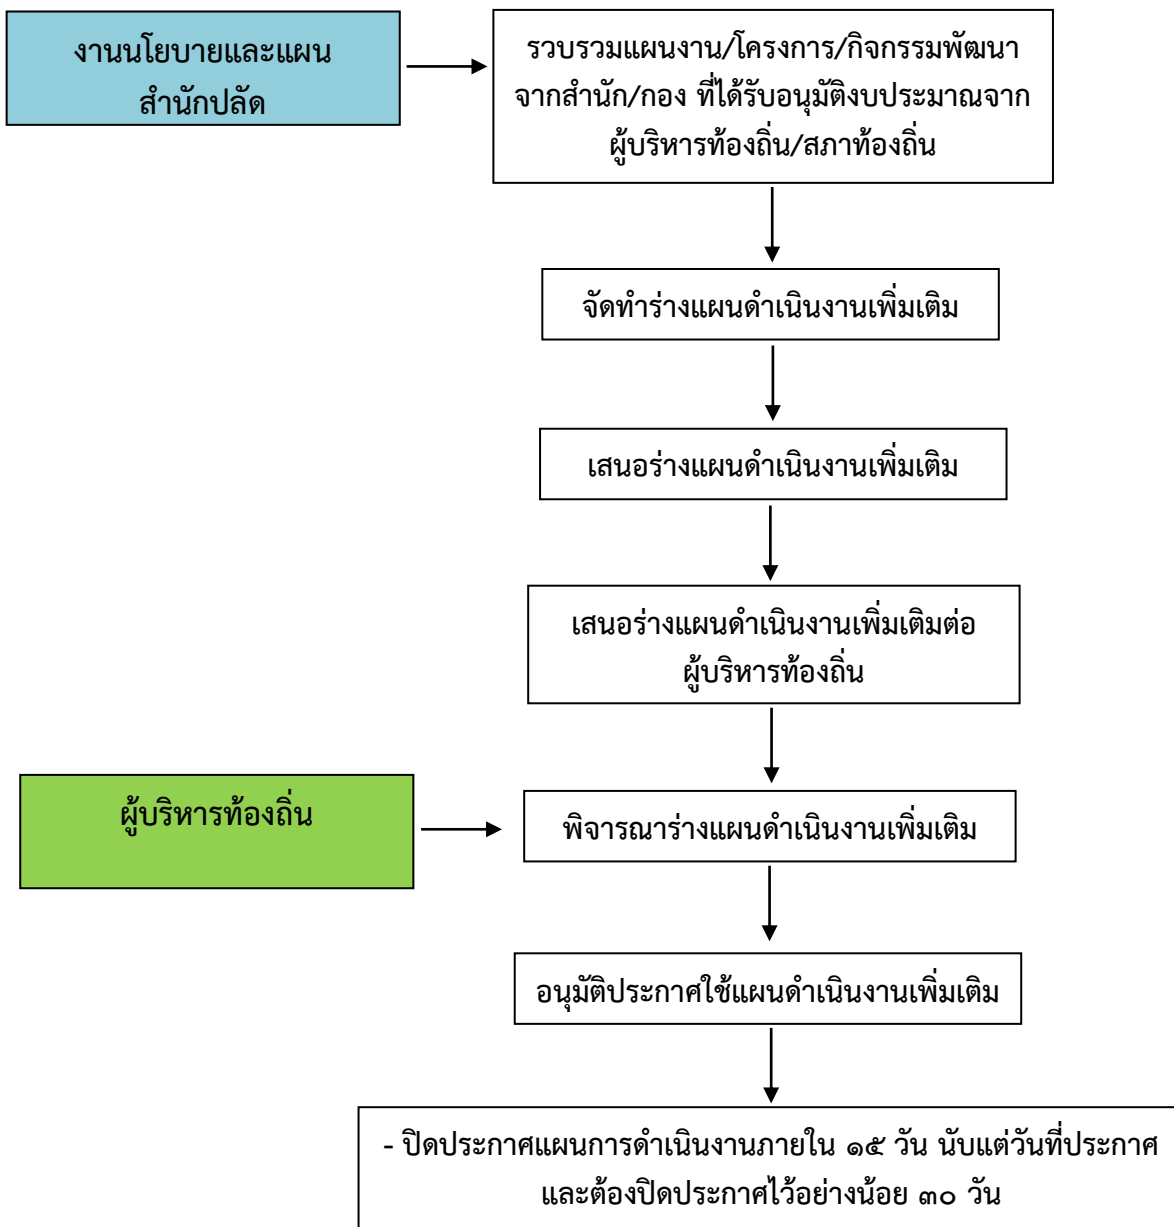 งานนโยบายและแผน
สำนักปลัด
รวบรวมแผนงาน/โครงการ/กิจกรรมพัฒนา
จากสำนัก/กอง ที่ได้รับอนุมัติงบประมาณจาก
ผู้บริหารท้องถิ่น/สภาท้องถิ่น
จัดทำร่างแผนดำเนินงานเพิ่มเติม
เสนอร่างแผนดำเนินงานเพิ่มเติม
เสนอร่างแผนดำเนินงานเพิ่มเติมต่อ
ผู้บริหารท้องถิ่น
ผู้บริหารท้องถิ่น
พิจารณาร่างแผนดำเนินงานเพิ่มเติม
อนุมัติประกาศใช้แผนดำเนินงานเพิ่มเติม
- ปิดประกาศแผนการดำเนินงานภายใน ๑๕ วัน นับแต่วันที่ประกาศ
และต้องปิดประกาศไว้อย่างน้อย ๓๐ วัน